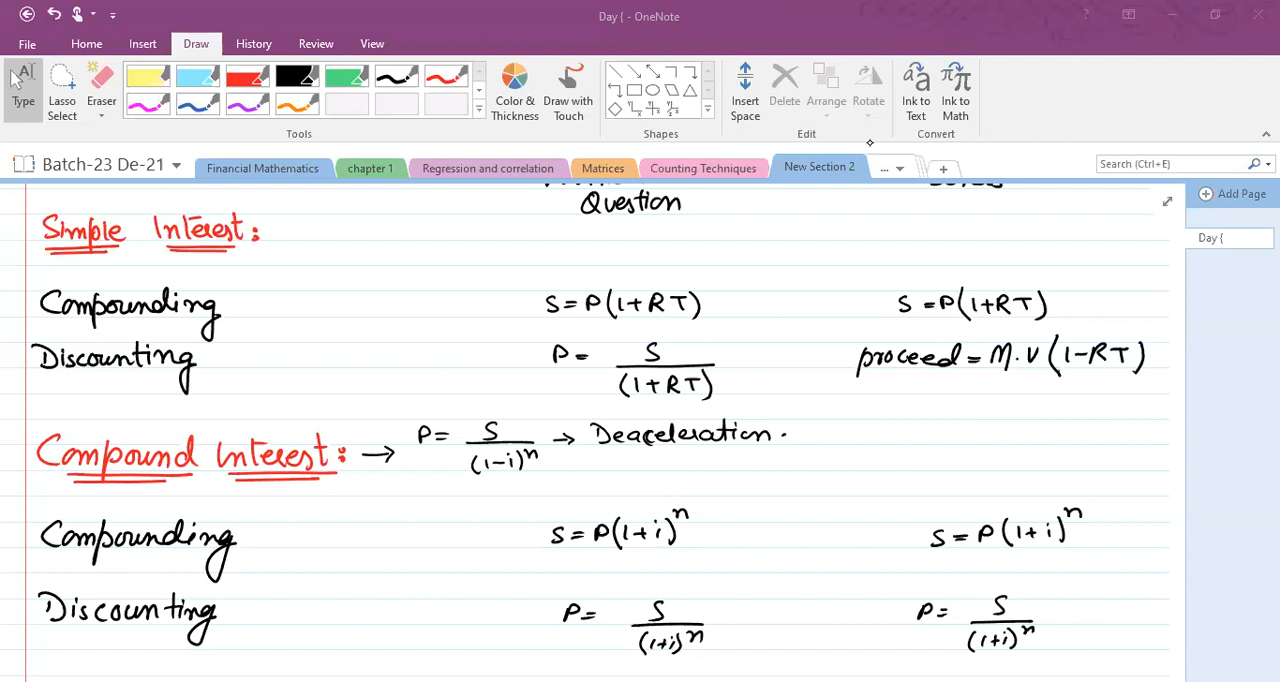 Day { - OneNote
File Home Insert Draw History Review View
Type
Lasso Select
Eraser
Color & Thickness
Draw with Touch
Insert Space
Delete
Arrange
Rotate
Ink to Text
Ink to Math
Tools Shapes Edit Convert
Batch-23 De-21 Financial Mathematics chapter 1 Regression and correlation Matrices Counting Techniques New Section 2 ... Search (Ctrl+E)
Add Page
Day {
Question
Simple Interest:
Compounding S = P(1+RT) S = P(1+RT)
Discounting P = S/(1+RT) proceed = M.V(1-RT)
Compound Interest: → P = S/(1-i)^n → Deaceleration.
Compounding S = P(1+i)^n S = P(1+i)^n
Discounting P = S/(1+i)^n P = S/(1+i)^n